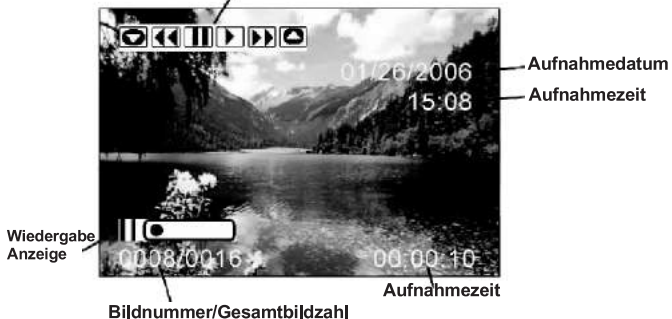 01/26/2006
Aufnahmedatum
15:08
Aufnahmezeit
Wiedergabe
Anzeige
0008/0016
00:00:10
Aufnahmezeit
Bildnummer/Gesamtbildzahl